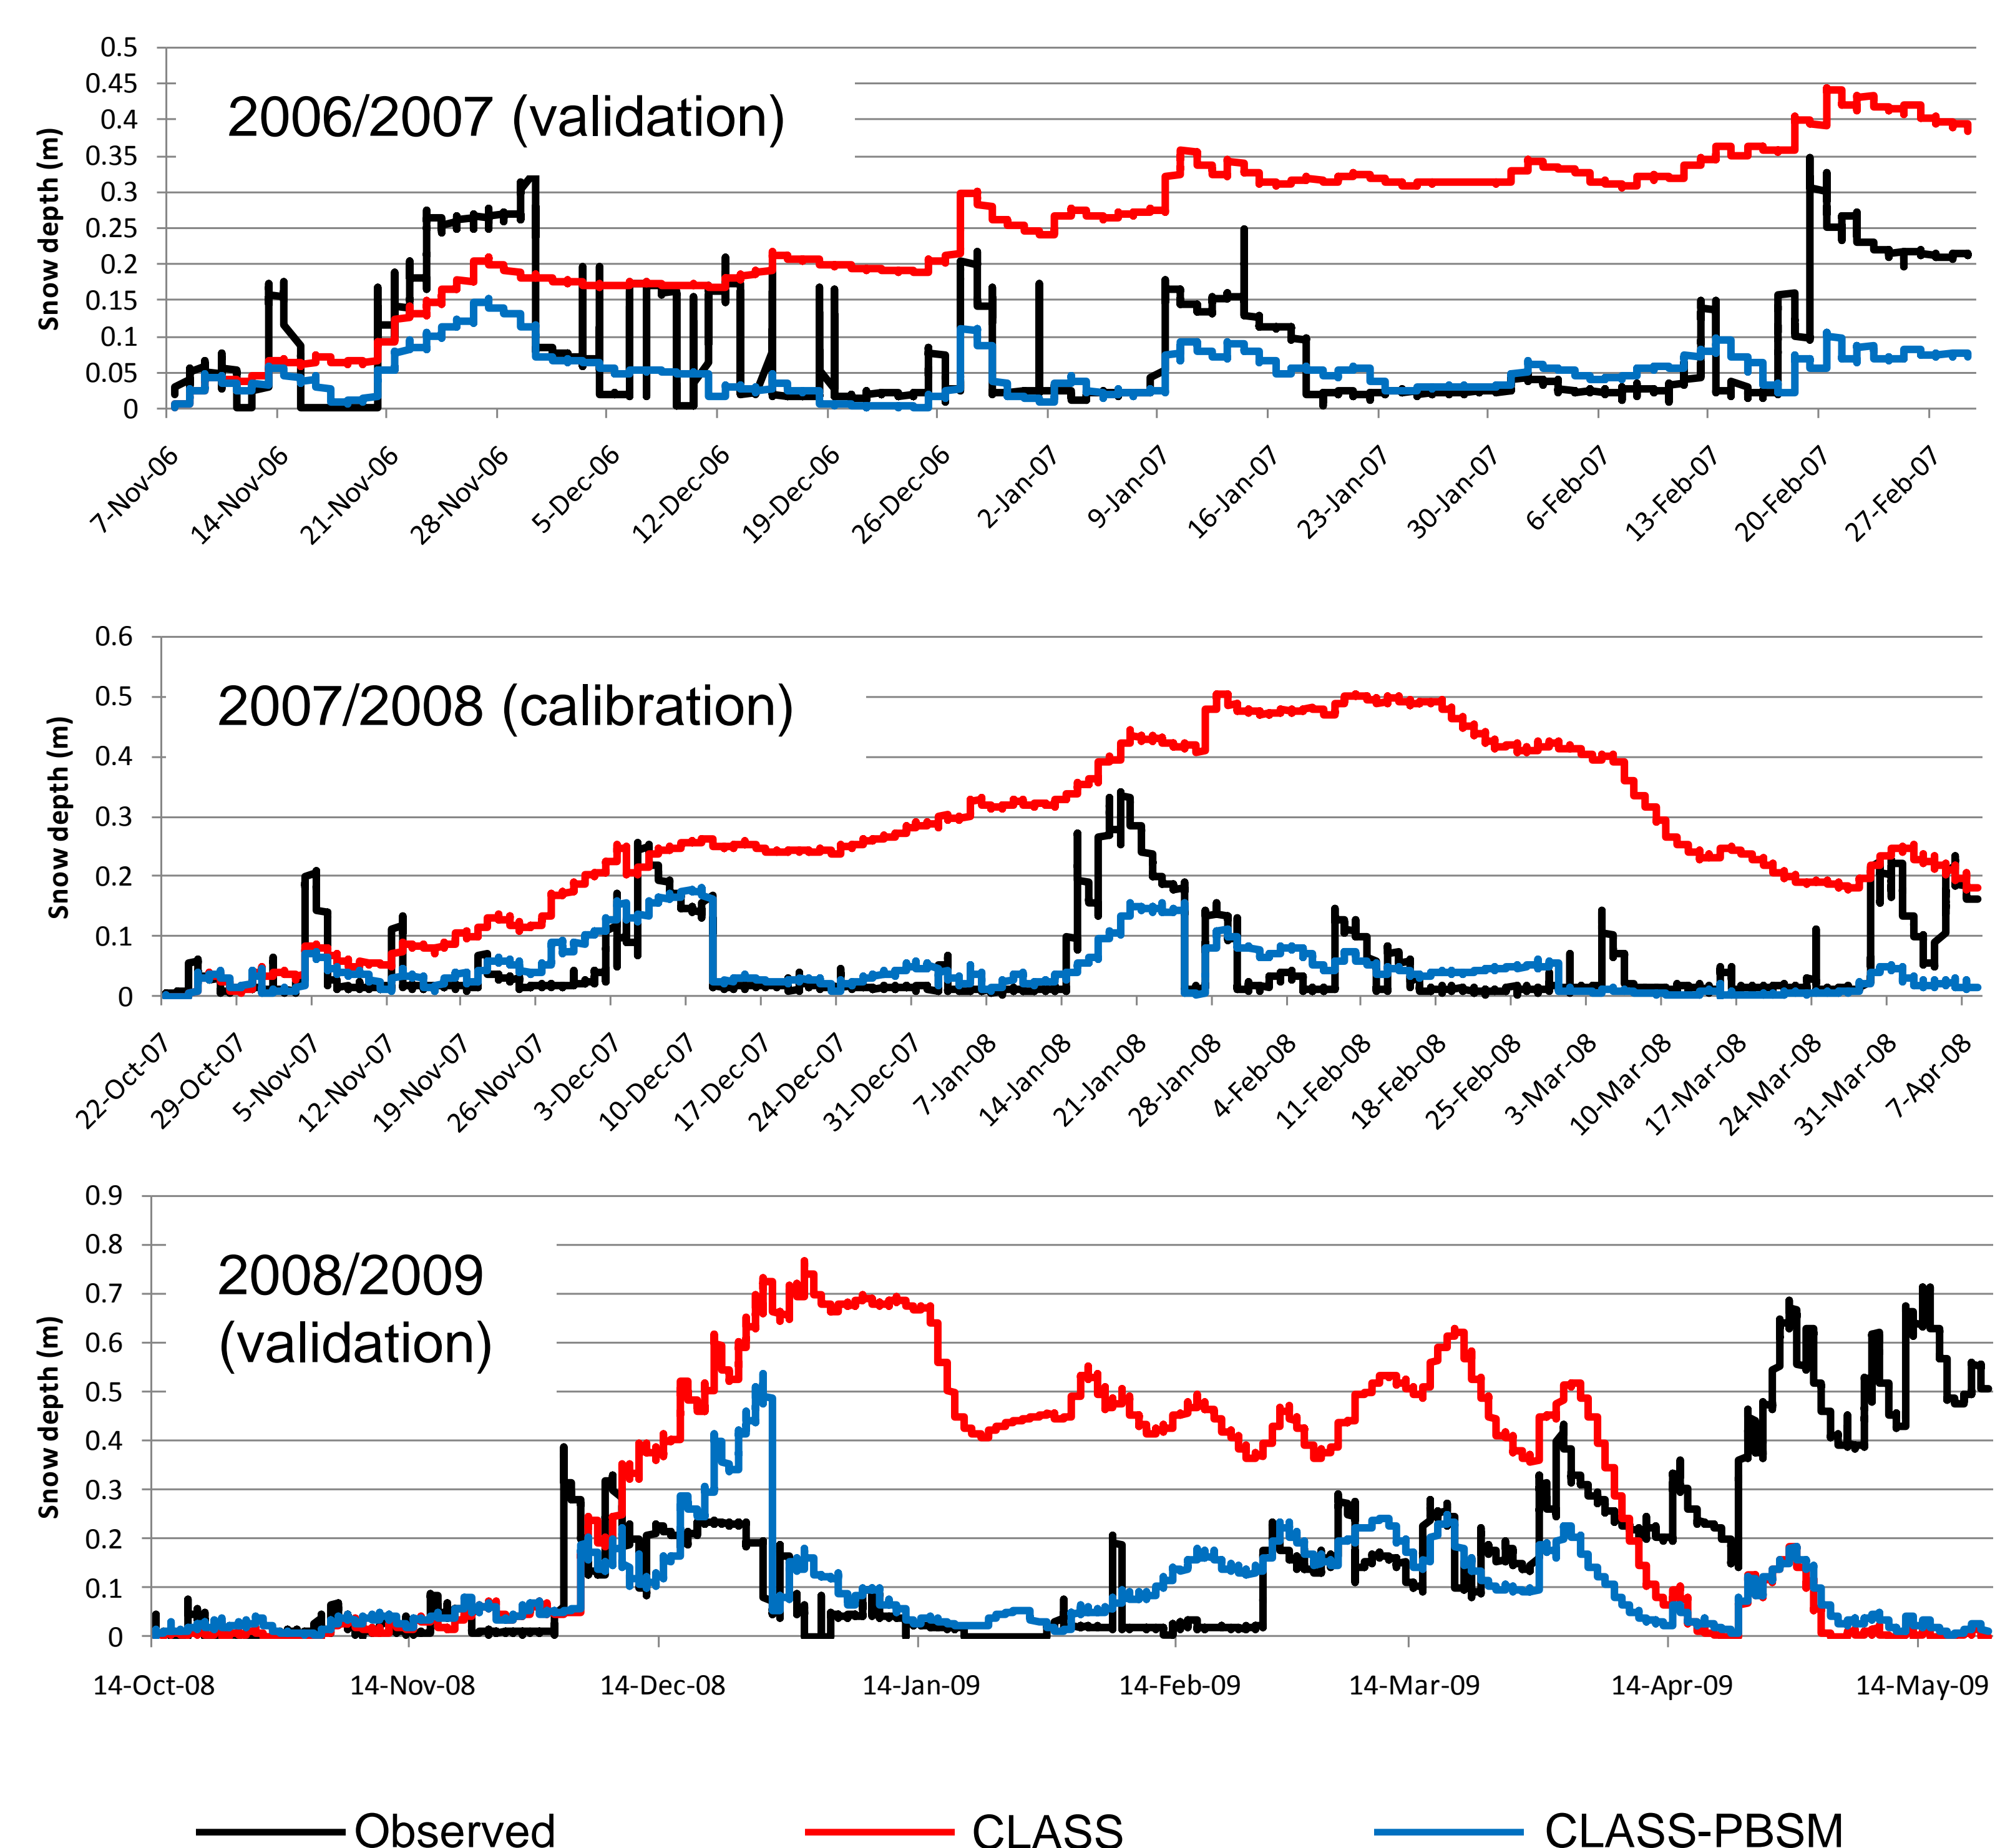 0.5
0.45
0.4
0.35
0.3
0.25
0.2
0.15
0.1
0.05
0
Snow depth (m)
2006/2007 (validation)
7-Nov-06
14-Nov-06
21-Nov-06
28-Nov-06
5-Dec-06
12-Dec-06
19-Dec-06
26-Dec-06
2-Jan-07
9-Jan-07
16-Jan-07
23-Jan-07
30-Jan-07
6-Feb-07
13-Feb-07
20-Feb-07
27-Feb-07
0.6
0.5
0.4
0.3
0.2
0.1
0
Snow depth (m)
2007/2008 (calibration)
22-Oct-07
29-Oct-07
5-Nov-07
12-Nov-07
19-Nov-07
26-Nov-07
3-Dec-07
10-Dec-07
17-Dec-07
24-Dec-07
31-Dec-07
7-Jan-08
14-Jan-08
21-Jan-08
28-Jan-08
4-Feb-08
11-Feb-08
18-Feb-08
25-Feb-08
3-Mar-08
10-Mar-08
17-Mar-08
24-Mar-08
31-Mar-08
7-Apr-08
0.9
0.8
0.7
0.6
0.5
0.4
0.3
0.2
0.1
0
Snow depth (m)
2008/2009
(validation)
14-Oct-08
14-Nov-08
14-Dec-08
14-Jan-09
14-Feb-09
14-Mar-09
14-Apr-09
14-May-09
Observed
CLASS
CLASS-PBSM